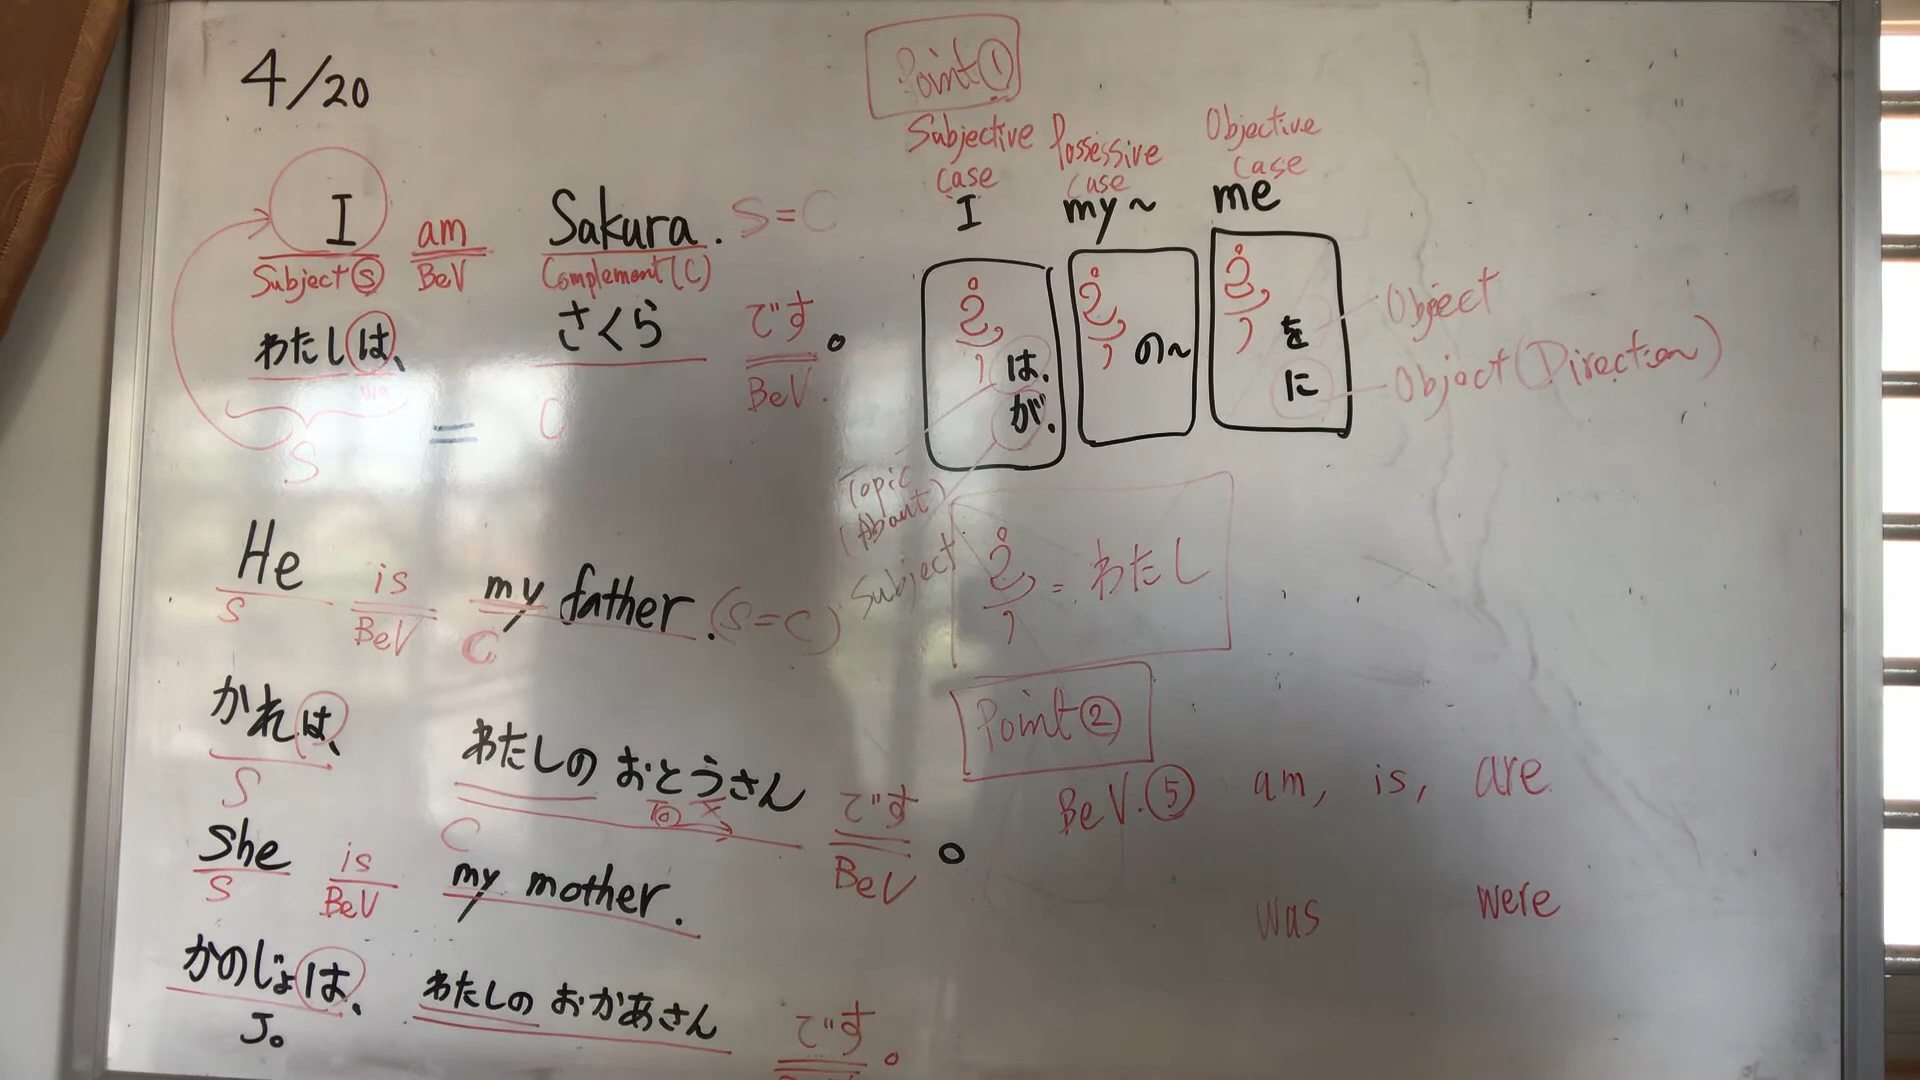 4/20
I am Sakura. S=C
Subject(S) BeV Complement(C)
わたしは、 さくら です。
wa BeV.
S = C
He is my father. (S=C)
S BeV C
かれは、 わたしの おとうさん です。
S C BeV
She is my mother.
S BeV
かのじょは、 わたしの おかあさん です。
Jo
Point①
Subjective case Possessive case Objective case
I my~ me
は、 の~ を Object
が、 に Object (Direction)
Topic
(About)
Subject
= わたし
Point②
BeV.⑤ am, is, are
was were